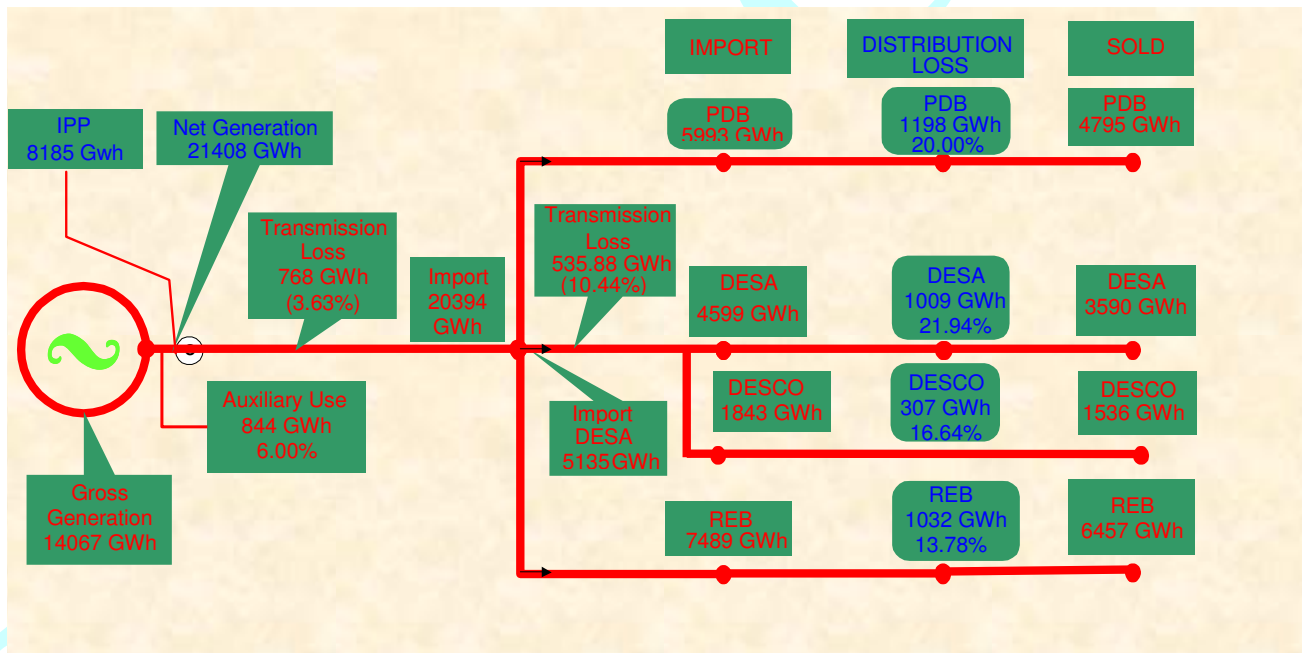 IMPORT
DISTRIBUTION
LOSS
SOLD
IPP
8185 Gwh
Net Generation
21408 GWh
PDB
5993 GWh
PDB
1198 GWh
20.00%
PDB
4795 GWh
Transmission
Loss
768 GWh
(3.63%)
Import
20394
GWh
Transmission
Loss
535.88 GWh
(10.44%)
DESA
4599 GWh
DESA
1009 GWh
21.94%
DESA
3590 GWh
Auxiliary Use
844 GWh
6.00%
Import
DESA
5135GWh
DESCO
1843 GWh
DESCO
307 GWh
16.64%
DESCO
1536 GWh
Gross
Generation
14067 GWh
REB
7489 GWh
REB
1032 GWh
13.78%
REB
6457 GWh